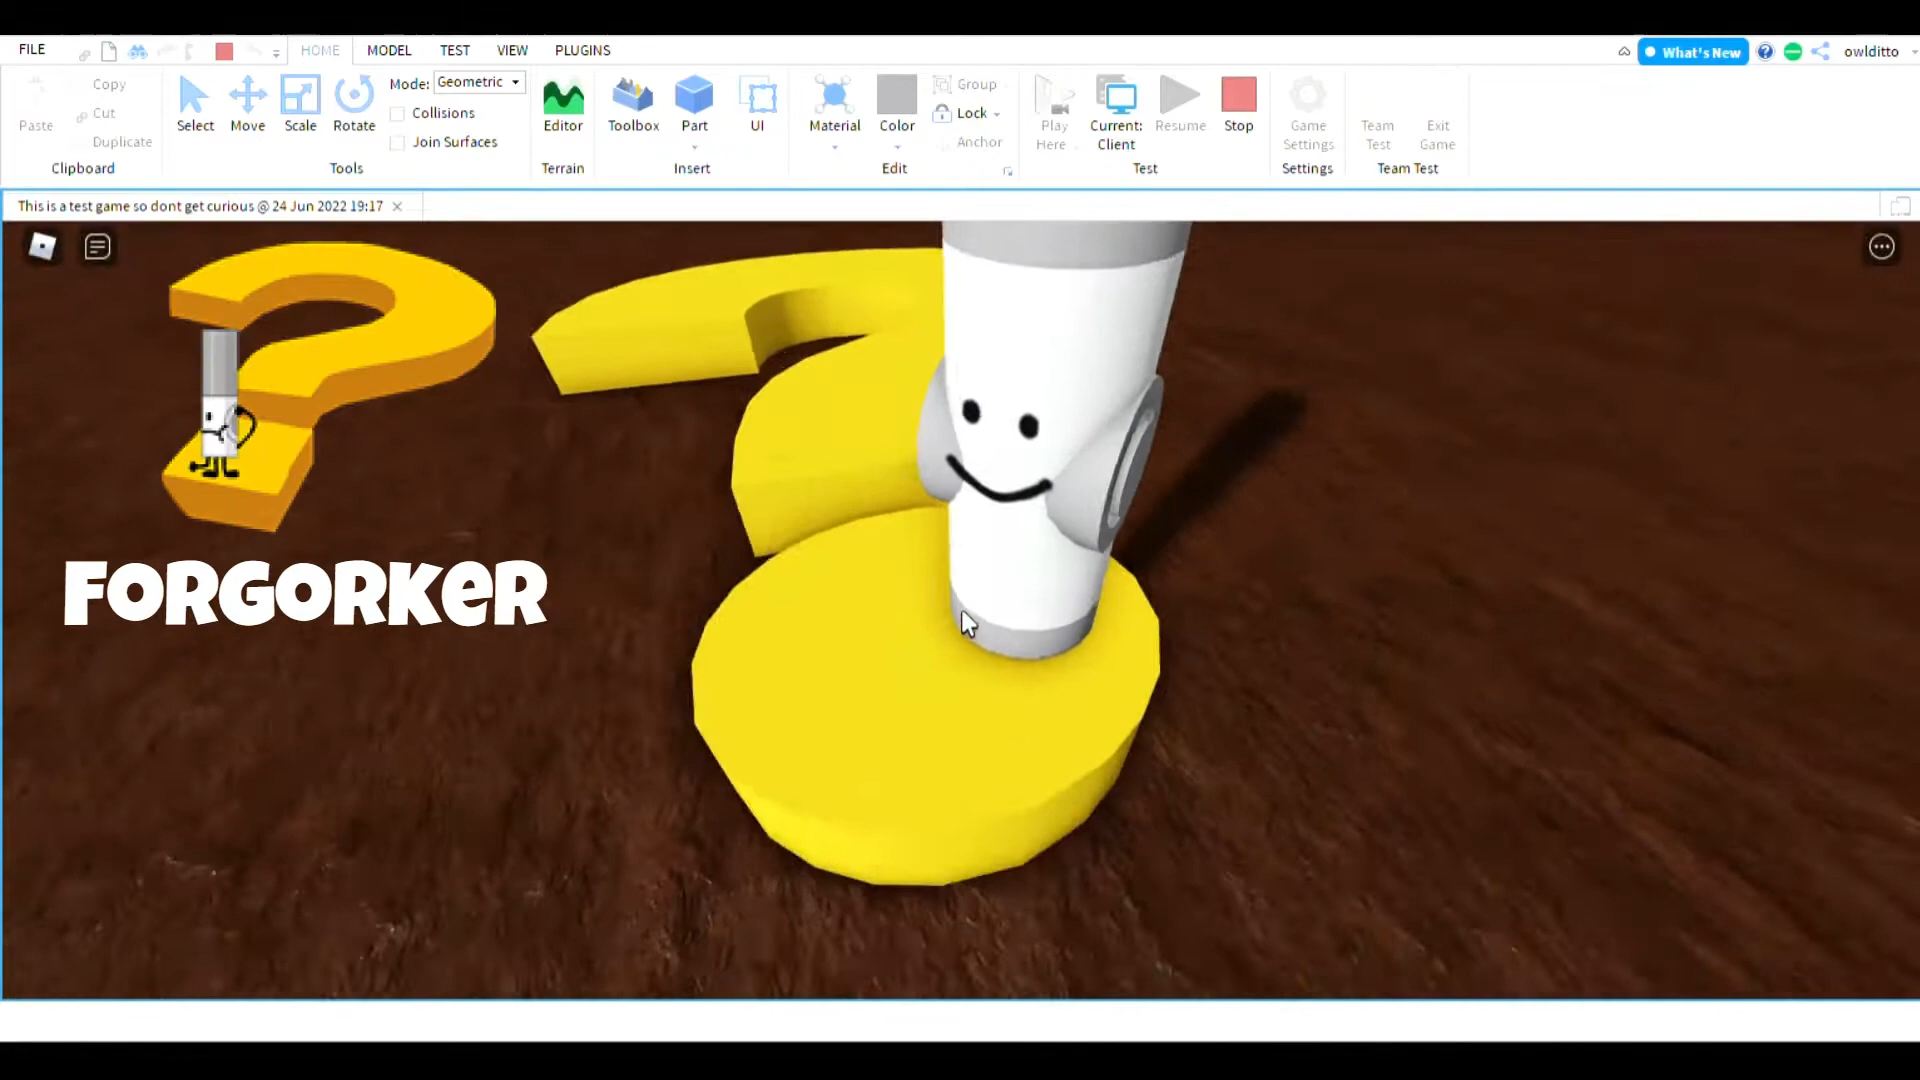 FILE HOME MODEL TEST VIEW PLUGINS What's New owlditto
Copy
Cut
Duplicate
Paste
Clipboard
Select Move Scale Rotate
Mode: Geometric
Collisions
Join Surfaces
Tools
Editor
Terrain
Toolbox Part UI
Insert
Material Color
Group
Lock
Anchor
Edit
Play Here
Current: Client
Resume Stop
Test
Game Settings
Settings
Team Test
Exit Game
Team Test
This is a test game so dont get curious @ 24 Jun 2022 19:17
?
FORGORKER